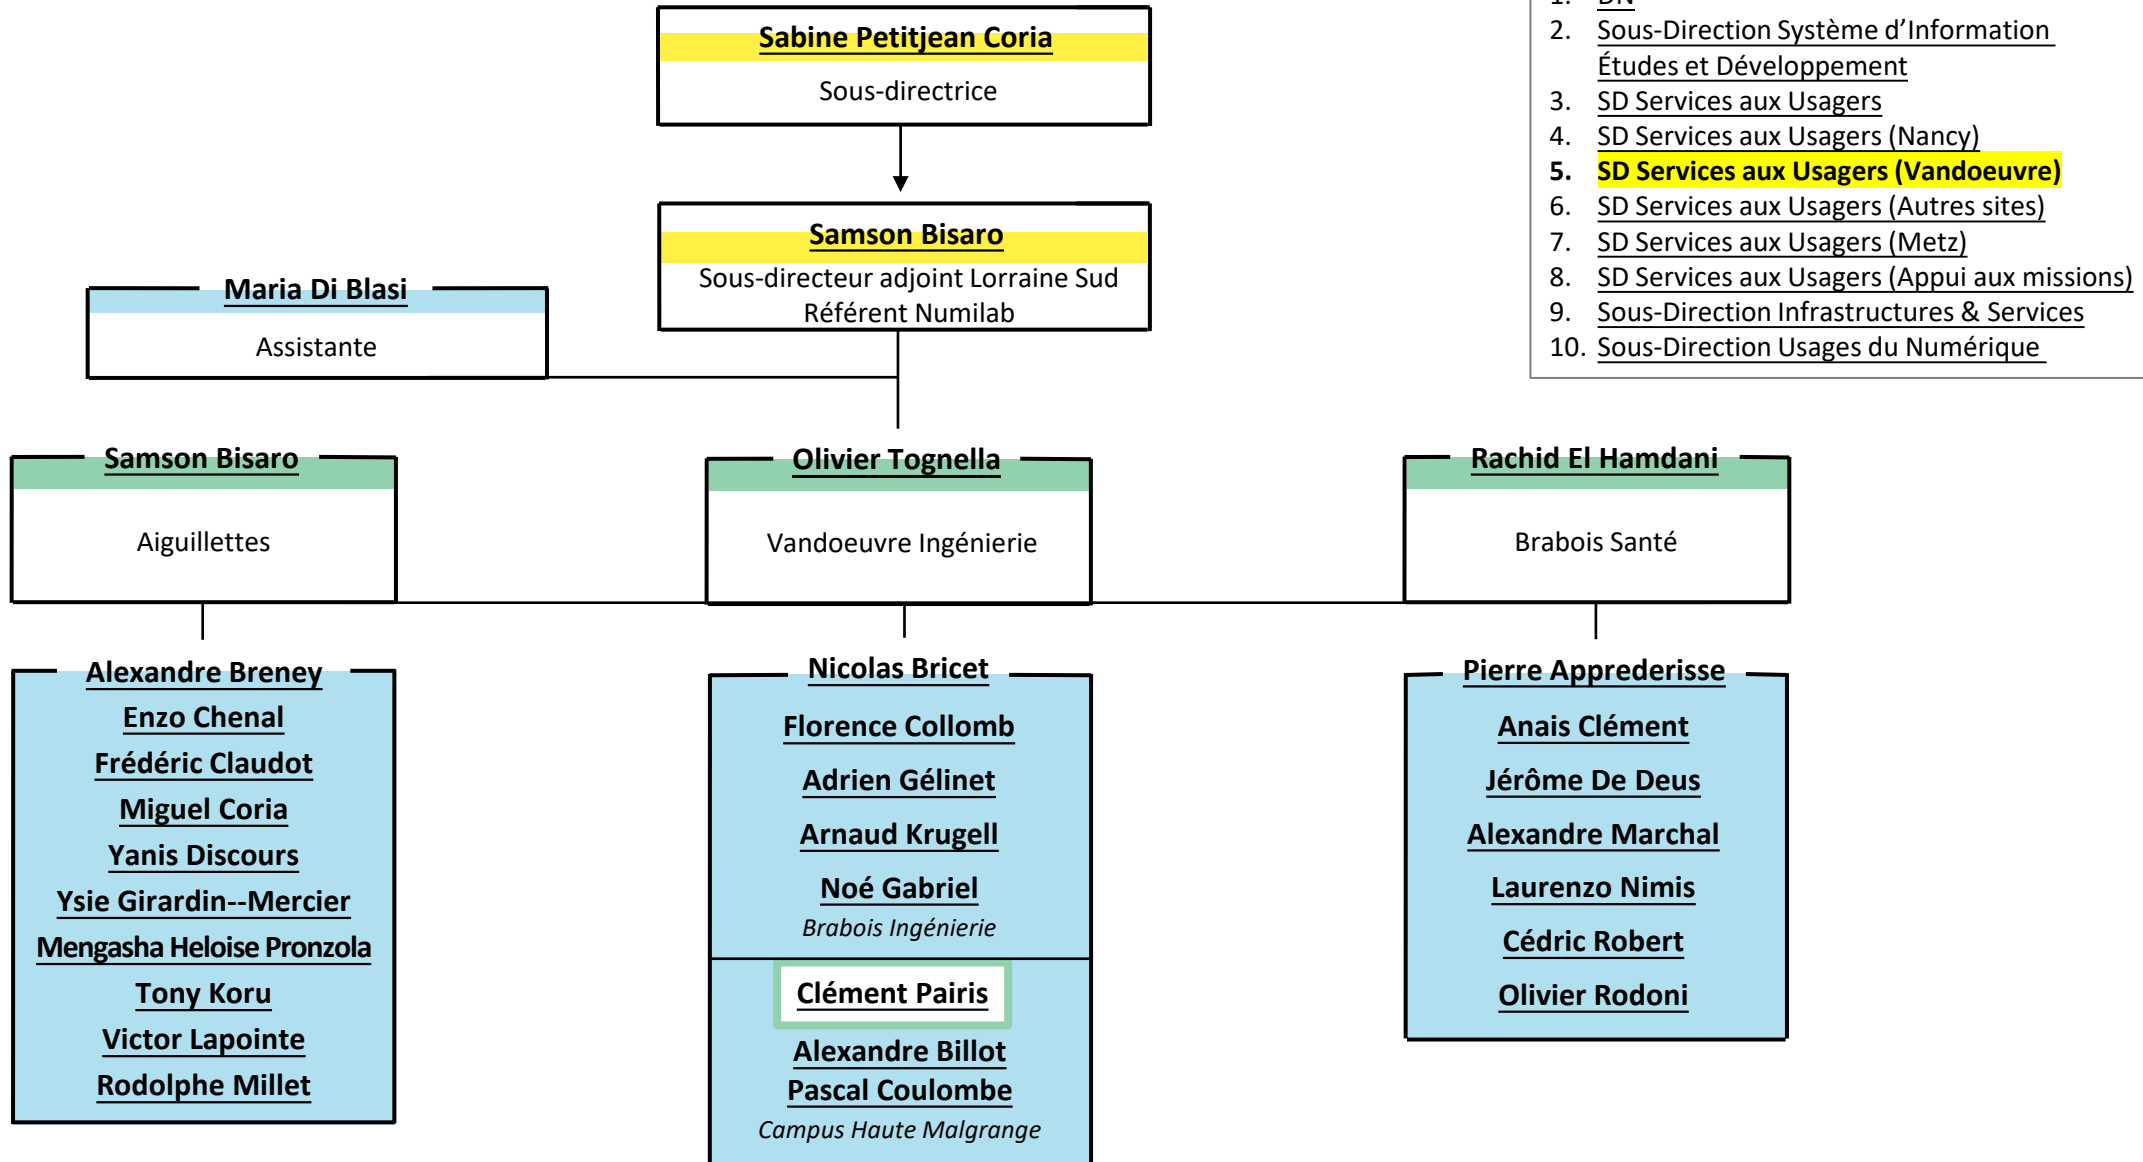 Sabine Petitjean Coria
Sous-directrice
Samson Bisaro
Sous-directeur adjoint Lorraine Sud
Référent Numilab
Maria Di Blasi
Assistante
1. DN
2. Sous-Direction Système d’Information
Études et Développement
3. SD Services aux Usagers
4. SD Services aux Usagers (Nancy)
5. SD Services aux Usagers (Vandoeuvre)
6. SD Services aux Usagers (Autres sites)
7. SD Services aux Usagers (Metz)
8. SD Services aux Usagers (Appui aux missions)
9. Sous-Direction Infrastructures & Services
10. Sous-Direction Usages du Numérique
Samson Bisaro
Aiguillettes
Olivier Tognella
Vandoeuvre Ingénierie
Rachid El Hamdani
Brabois Santé
Alexandre Breney
Enzo Chenal
Frédéric Claudot
Miguel Coria
Yanis Discours
Ysie Girardin--Mercier
Mengasha Heloise Pronzola
Tony Koru
Victor Lapointe
Rodolphe Millet
Nicolas Bricet
Florence Collomb
Adrien Gélinet
Arnaud Krugell
Noé Gabriel
Brabois Ingénierie
Clément Pairis
Alexandre Billot
Pascal Coulombe
Campus Haute Malgrange
Pierre Apprederisse
Anais Clément
Jérôme De Deus
Alexandre Marchal
Laurenzo Nimis
Cédric Robert
Olivier Rodoni